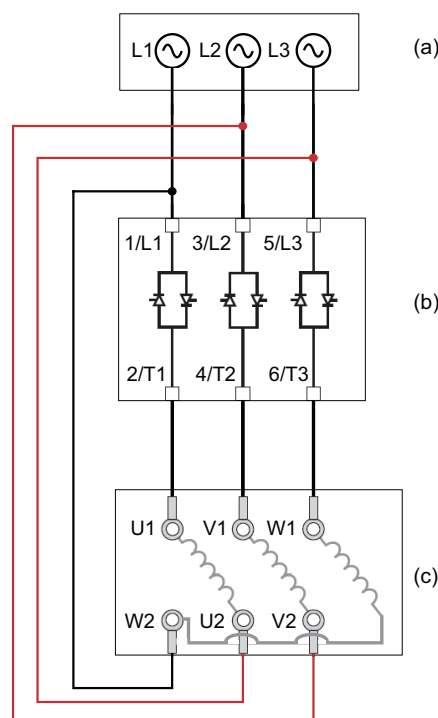 L1 L2 L3 (a)
1/L1 3/L2 5/L3
(b)
2/T1 4/T2 6/T3
U1 V1 W1
(c)
W2 U2 V2